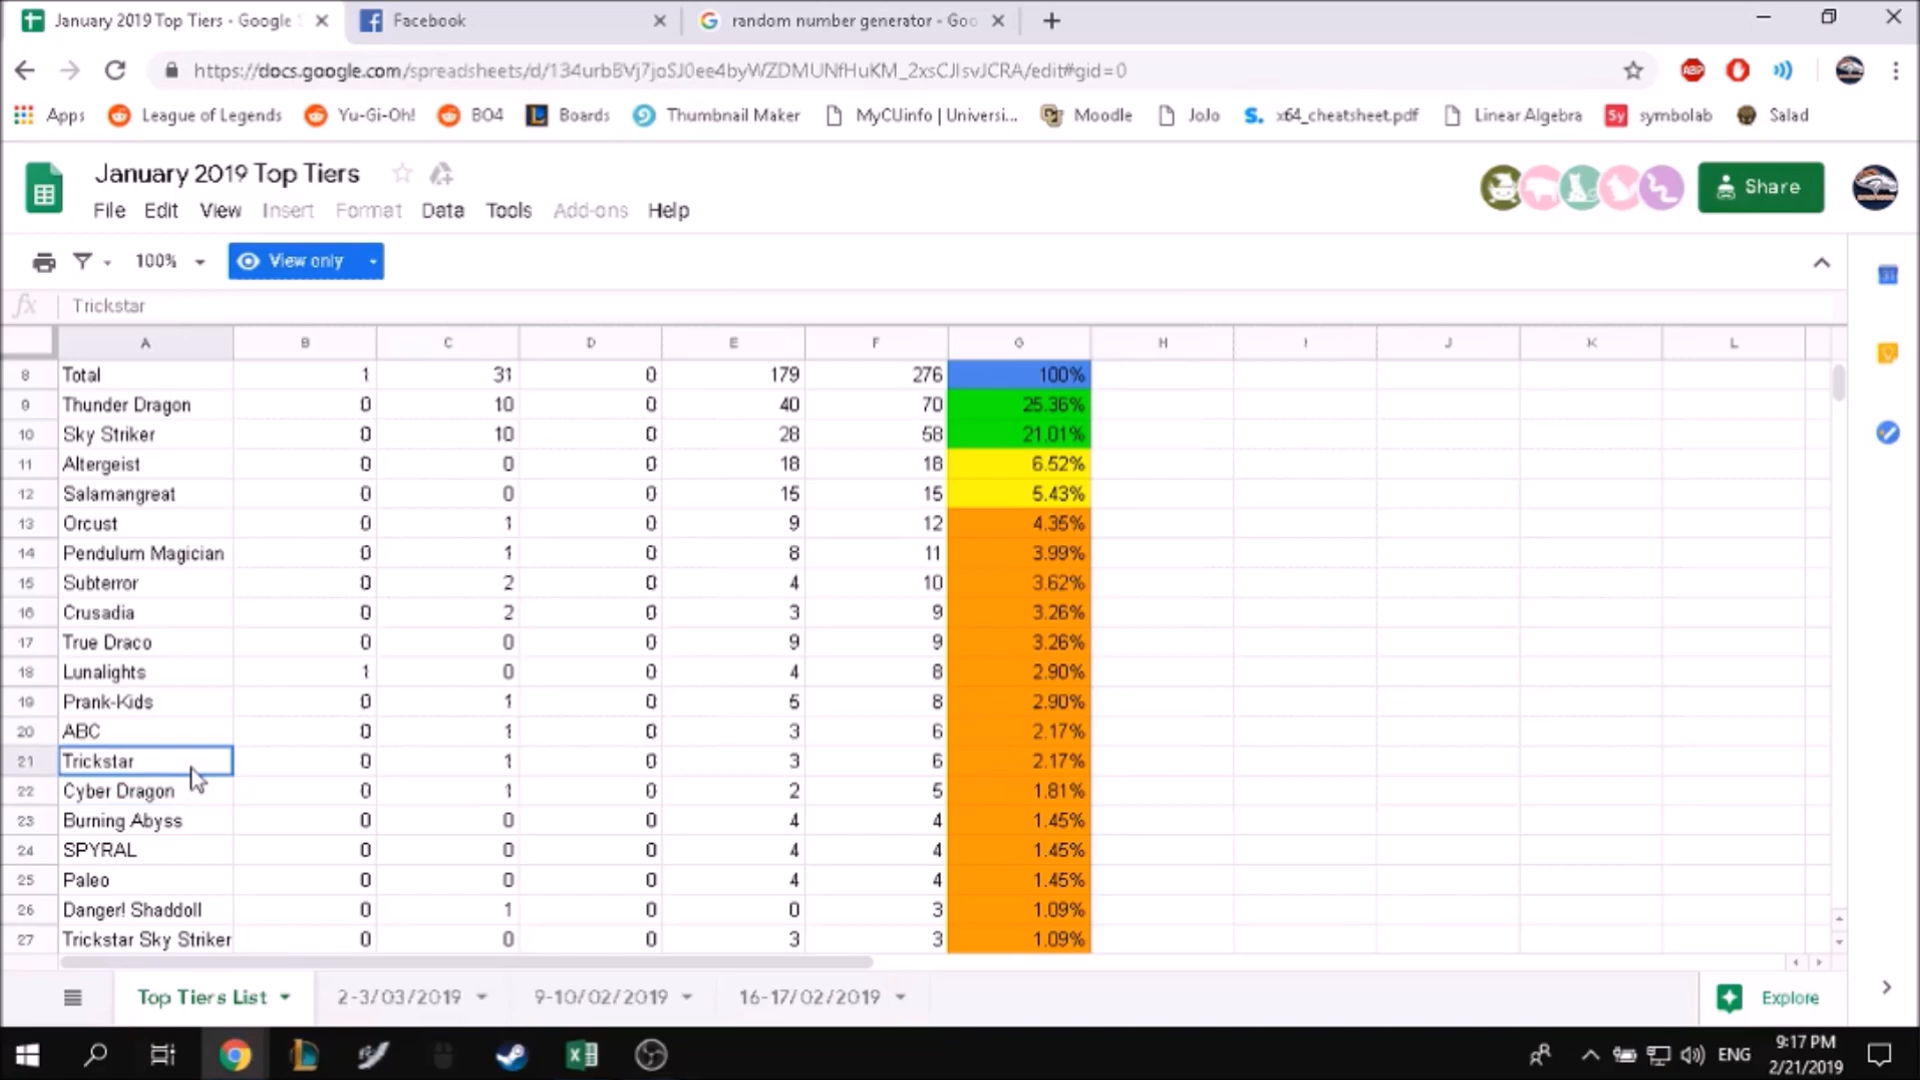 January 2019 Top Tiers - Google S
Facebook
random number generator - Goo
https://docs.google.com/spreadsheets/d/134urbBVj7joSJ0ee4byWZDMUNfHuKM_2xsCJIsvJCRA/edit#gid=0
Apps League of Legends Yu-Gi-Oh! BO4 Boards Thumbnail Maker MyCUinfo | Universi... Moodle JoJo x64_cheatsheet.pdf Linear Algebra symbolab Salad
January 2019 Top Tiers
Share
File Edit View Insert Format Data Tools Add-ons Help
100% View only
fx Trickstar
A B C D E F G H I J K L
8 Total 1 31 0 179 276 100%
9 Thunder Dragon 0 10 0 40 70 25.36%
10 Sky Striker 0 10 0 28 58 21.01%
11 Altergeist 0 0 0 18 18 6.52%
12 Salamangreat 0 0 0 15 15 5.43%
13 Orcust 0 1 0 9 12 4.35%
14 Pendulum Magician 0 1 0 8 11 3.99%
15 Subterror 0 2 0 4 10 3.62%
16 Crusadia 0 2 0 3 9 3.26%
17 True Draco 0 0 0 9 9 3.26%
18 Lunalights 1 0 0 4 8 2.90%
19 Prank-Kids 0 1 0 5 8 2.90%
20 ABC 0 1 0 3 6 2.17%
21 Trickstar 0 1 0 3 6 2.17%
22 Cyber Dragon 0 1 0 2 5 1.81%
23 Burning Abyss 0 0 0 4 4 1.45%
24 SPYRAL 0 0 0 4 4 1.45%
25 Paleo 0 0 0 4 4 1.45%
26 Danger! Shaddoll 0 1 0 0 3 1.09%
27 Trickstar Sky Striker 0 0 0 3 3 1.09%
Top Tiers List 2-3/03/2019 9-10/02/2019 16-17/02/2019 Explore
ENG 9:17 PM
2/21/2019